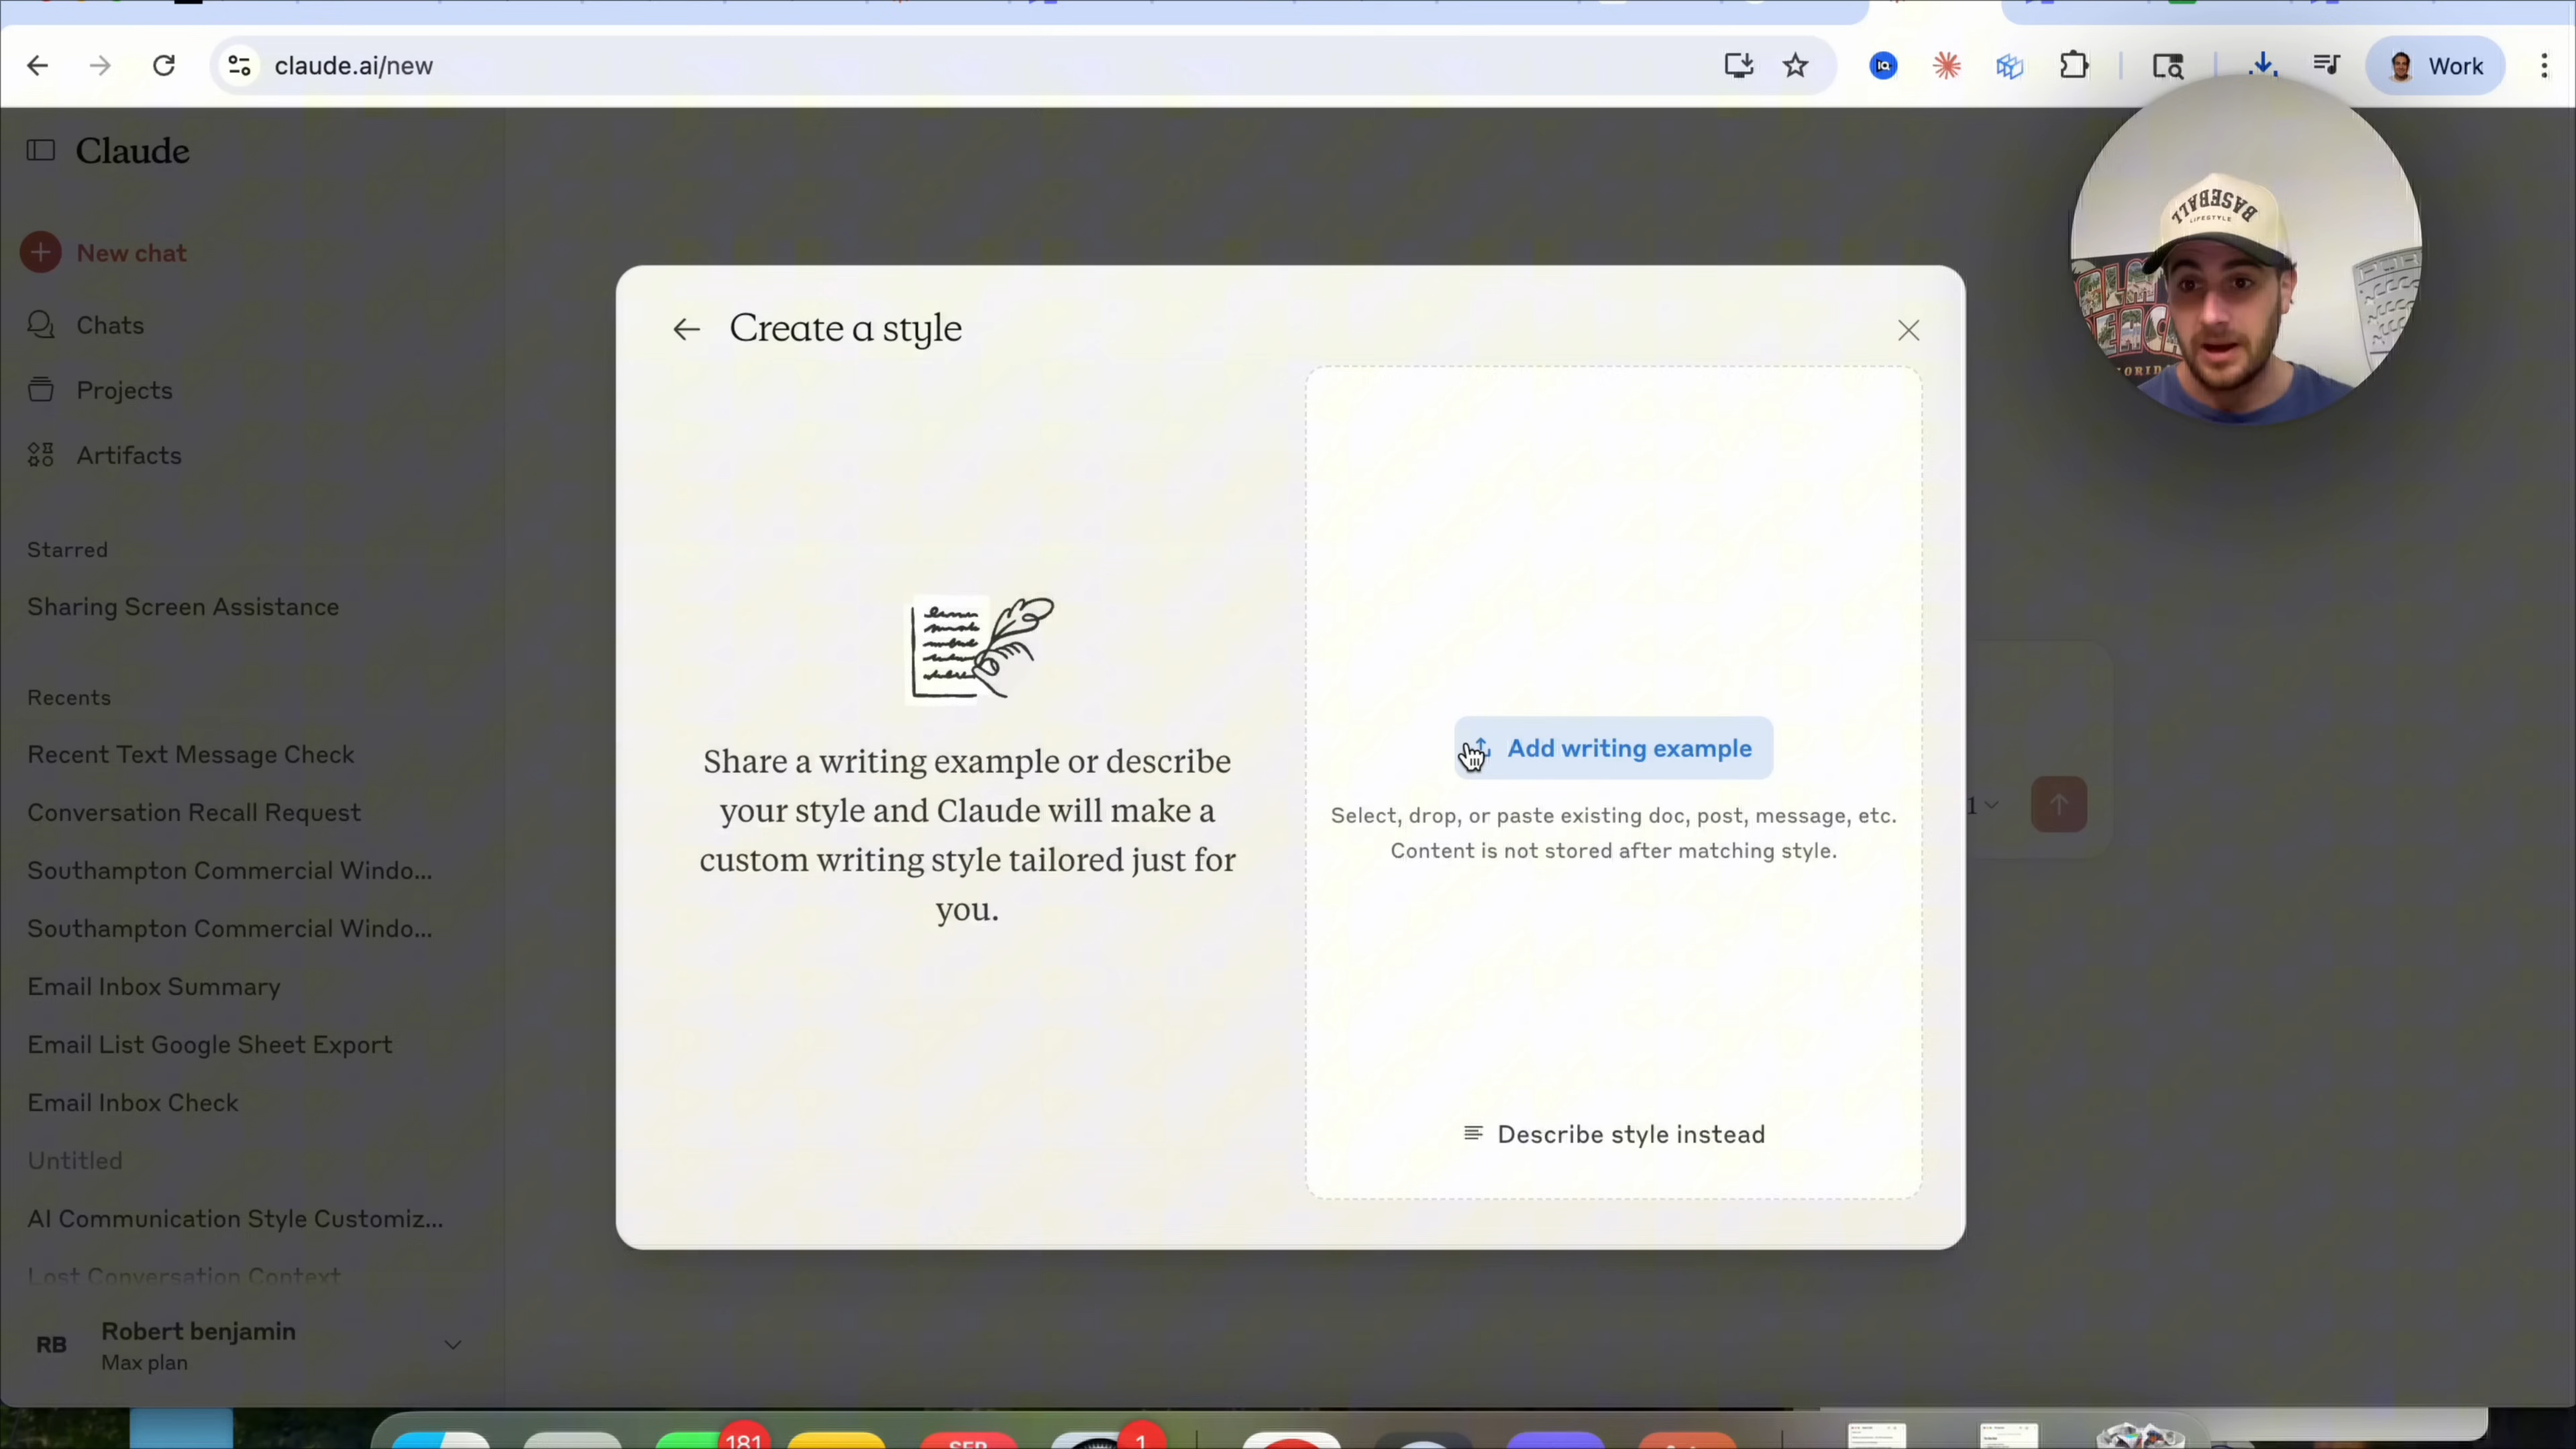 claude.ai/new
Work
Claude
New chat
Chats
Projects
Artifacts
Starred
Sharing Screen Assistance
Recents
Recent Text Message Check
Conversation Recall Request
Southampton Commercial Windo...
Southampton Commercial Windo...
Email Inbox Summary
Email List Google Sheet Export
Email Inbox Check
Untitled
AI Communication Style Customiz...
Lost Conversation Context
RB
Robert benjamin
Max plan
Create a style
Share a writing example or describe
your style and Claude will make a
custom writing style tailored just for
you.
Add writing example
Select, drop, or paste existing doc, post, message, etc.
Content is not stored after matching style.
Describe style instead
BASEBALL
LIFESTYLE
181
SEP
1